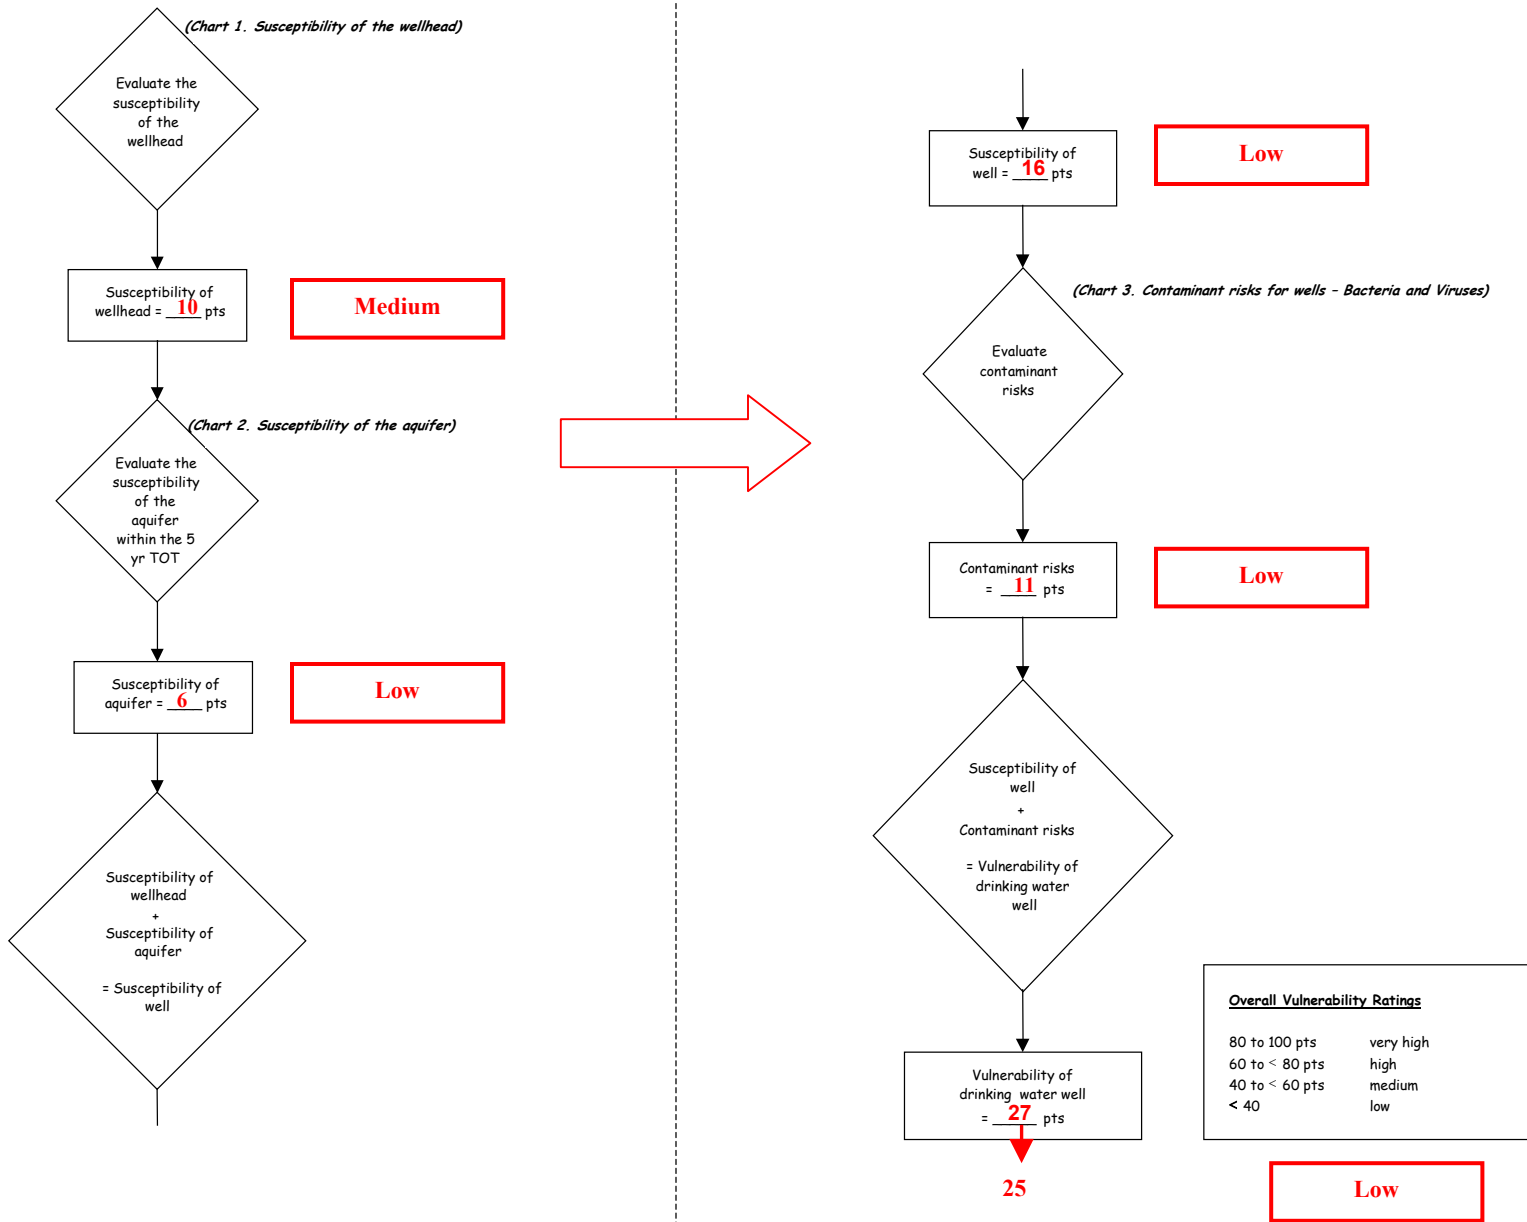 (Chart 1. Susceptibility of the wellhead)
Evaluate the
susceptibility
of the
wellhead
Susceptibility of
wellhead = 10 pts
Medium
(Chart 2. Susceptibility of the aquifer)
Evaluate the
susceptibility
of the
aquifer
within the 5
yr TOT
Susceptibility of
aquifer = 6 pts
Low
Susceptibility of
wellhead
+
Susceptibility of
aquifer
= Susceptibility of
well
Susceptibility of
well = 16 pts
Low
(Chart 3. Contaminant risks for wells – Bacteria and Viruses)
Evaluate
contaminant
risks
Contaminant risks
= 11 pts
Low
Susceptibility of
well
+
Contaminant risks
= Vulnerability of
drinking water
well
Vulnerability of
drinking water well
= 27 pts
25
Overall Vulnerability Ratings
80 to 100 pts very high
60 to < 80 pts high
40 to < 60 pts medium
< 40 low
Low